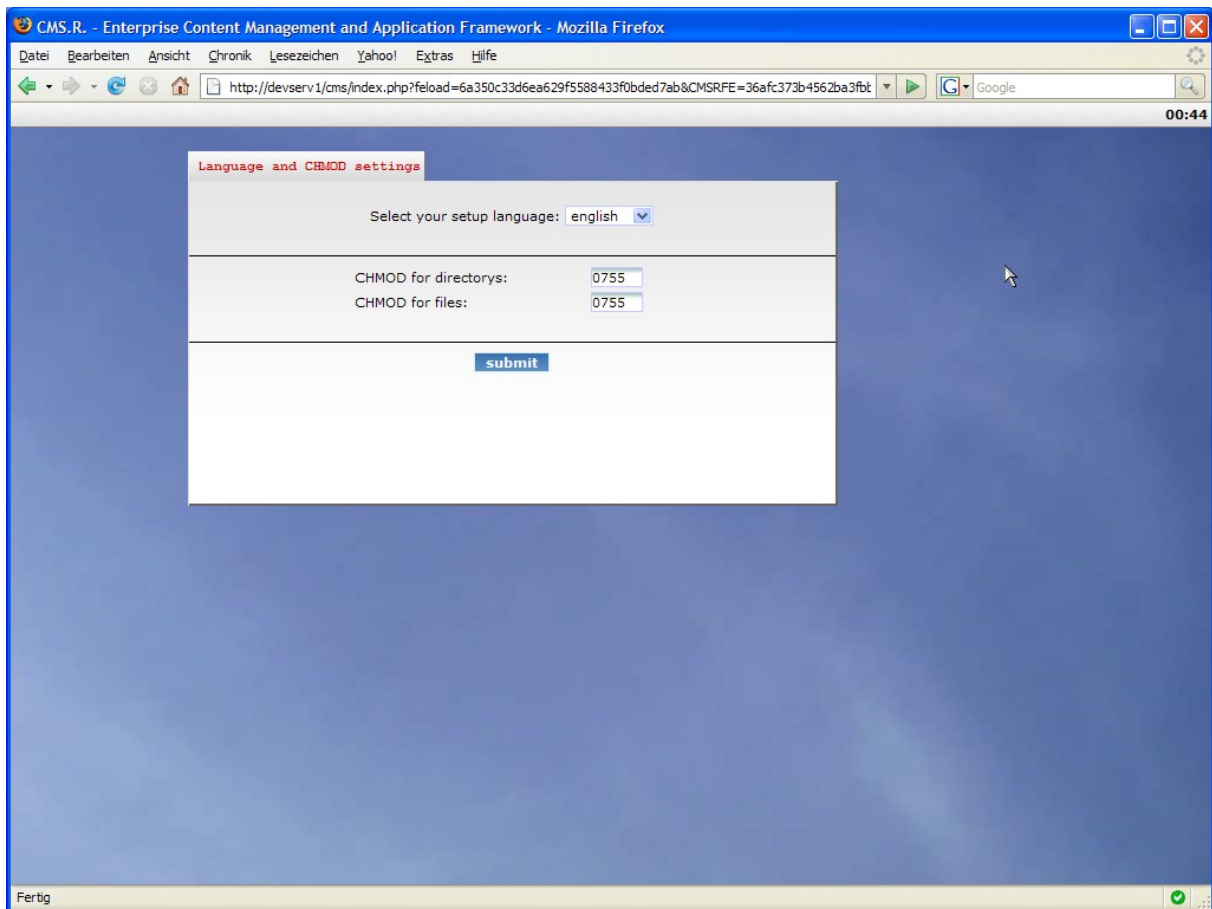 CMS.R. - Enterprise Content Management and Application Framework - Mozilla Firefox
Datei Bearbeiten Ansicht Chronik Lesezeichen Yahoo! Extras Hilfe
http://devserv1/cms/index.php?feload=6a350c33d6ea629f5588433f0bded7ab&CMSRFE=36afc373b4562ba3fbb G Google
00:44
Language and CHMOD settings
Select your setup language: english
CHMOD for directorys: 0755
CHMOD for files: 0755
submit
Fertig